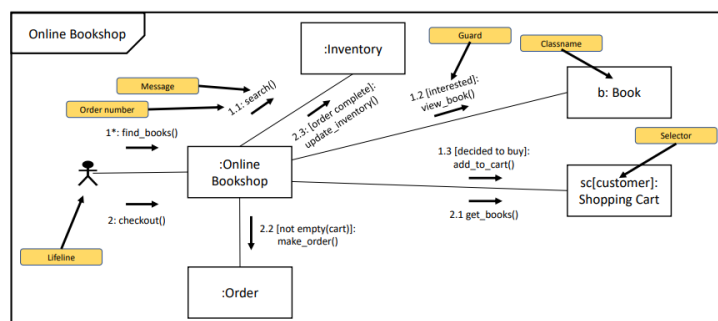 Online Bookshop
:Inventory
Guard
Classname
Message
Order number
1.1: search()
2.3: [order complete]:
update_inventory()
1.2 [interested]:
view_book()
b: Book
1*: find_books()
:Online
Bookshop
1.3 [decided to buy]:
add_to_cart()
Selector
sc[customer]:
Shopping Cart
2: checkout()
2.1 get_books()
2.2 [not empty(cart)]:
make_order()
Lifeline
:Order